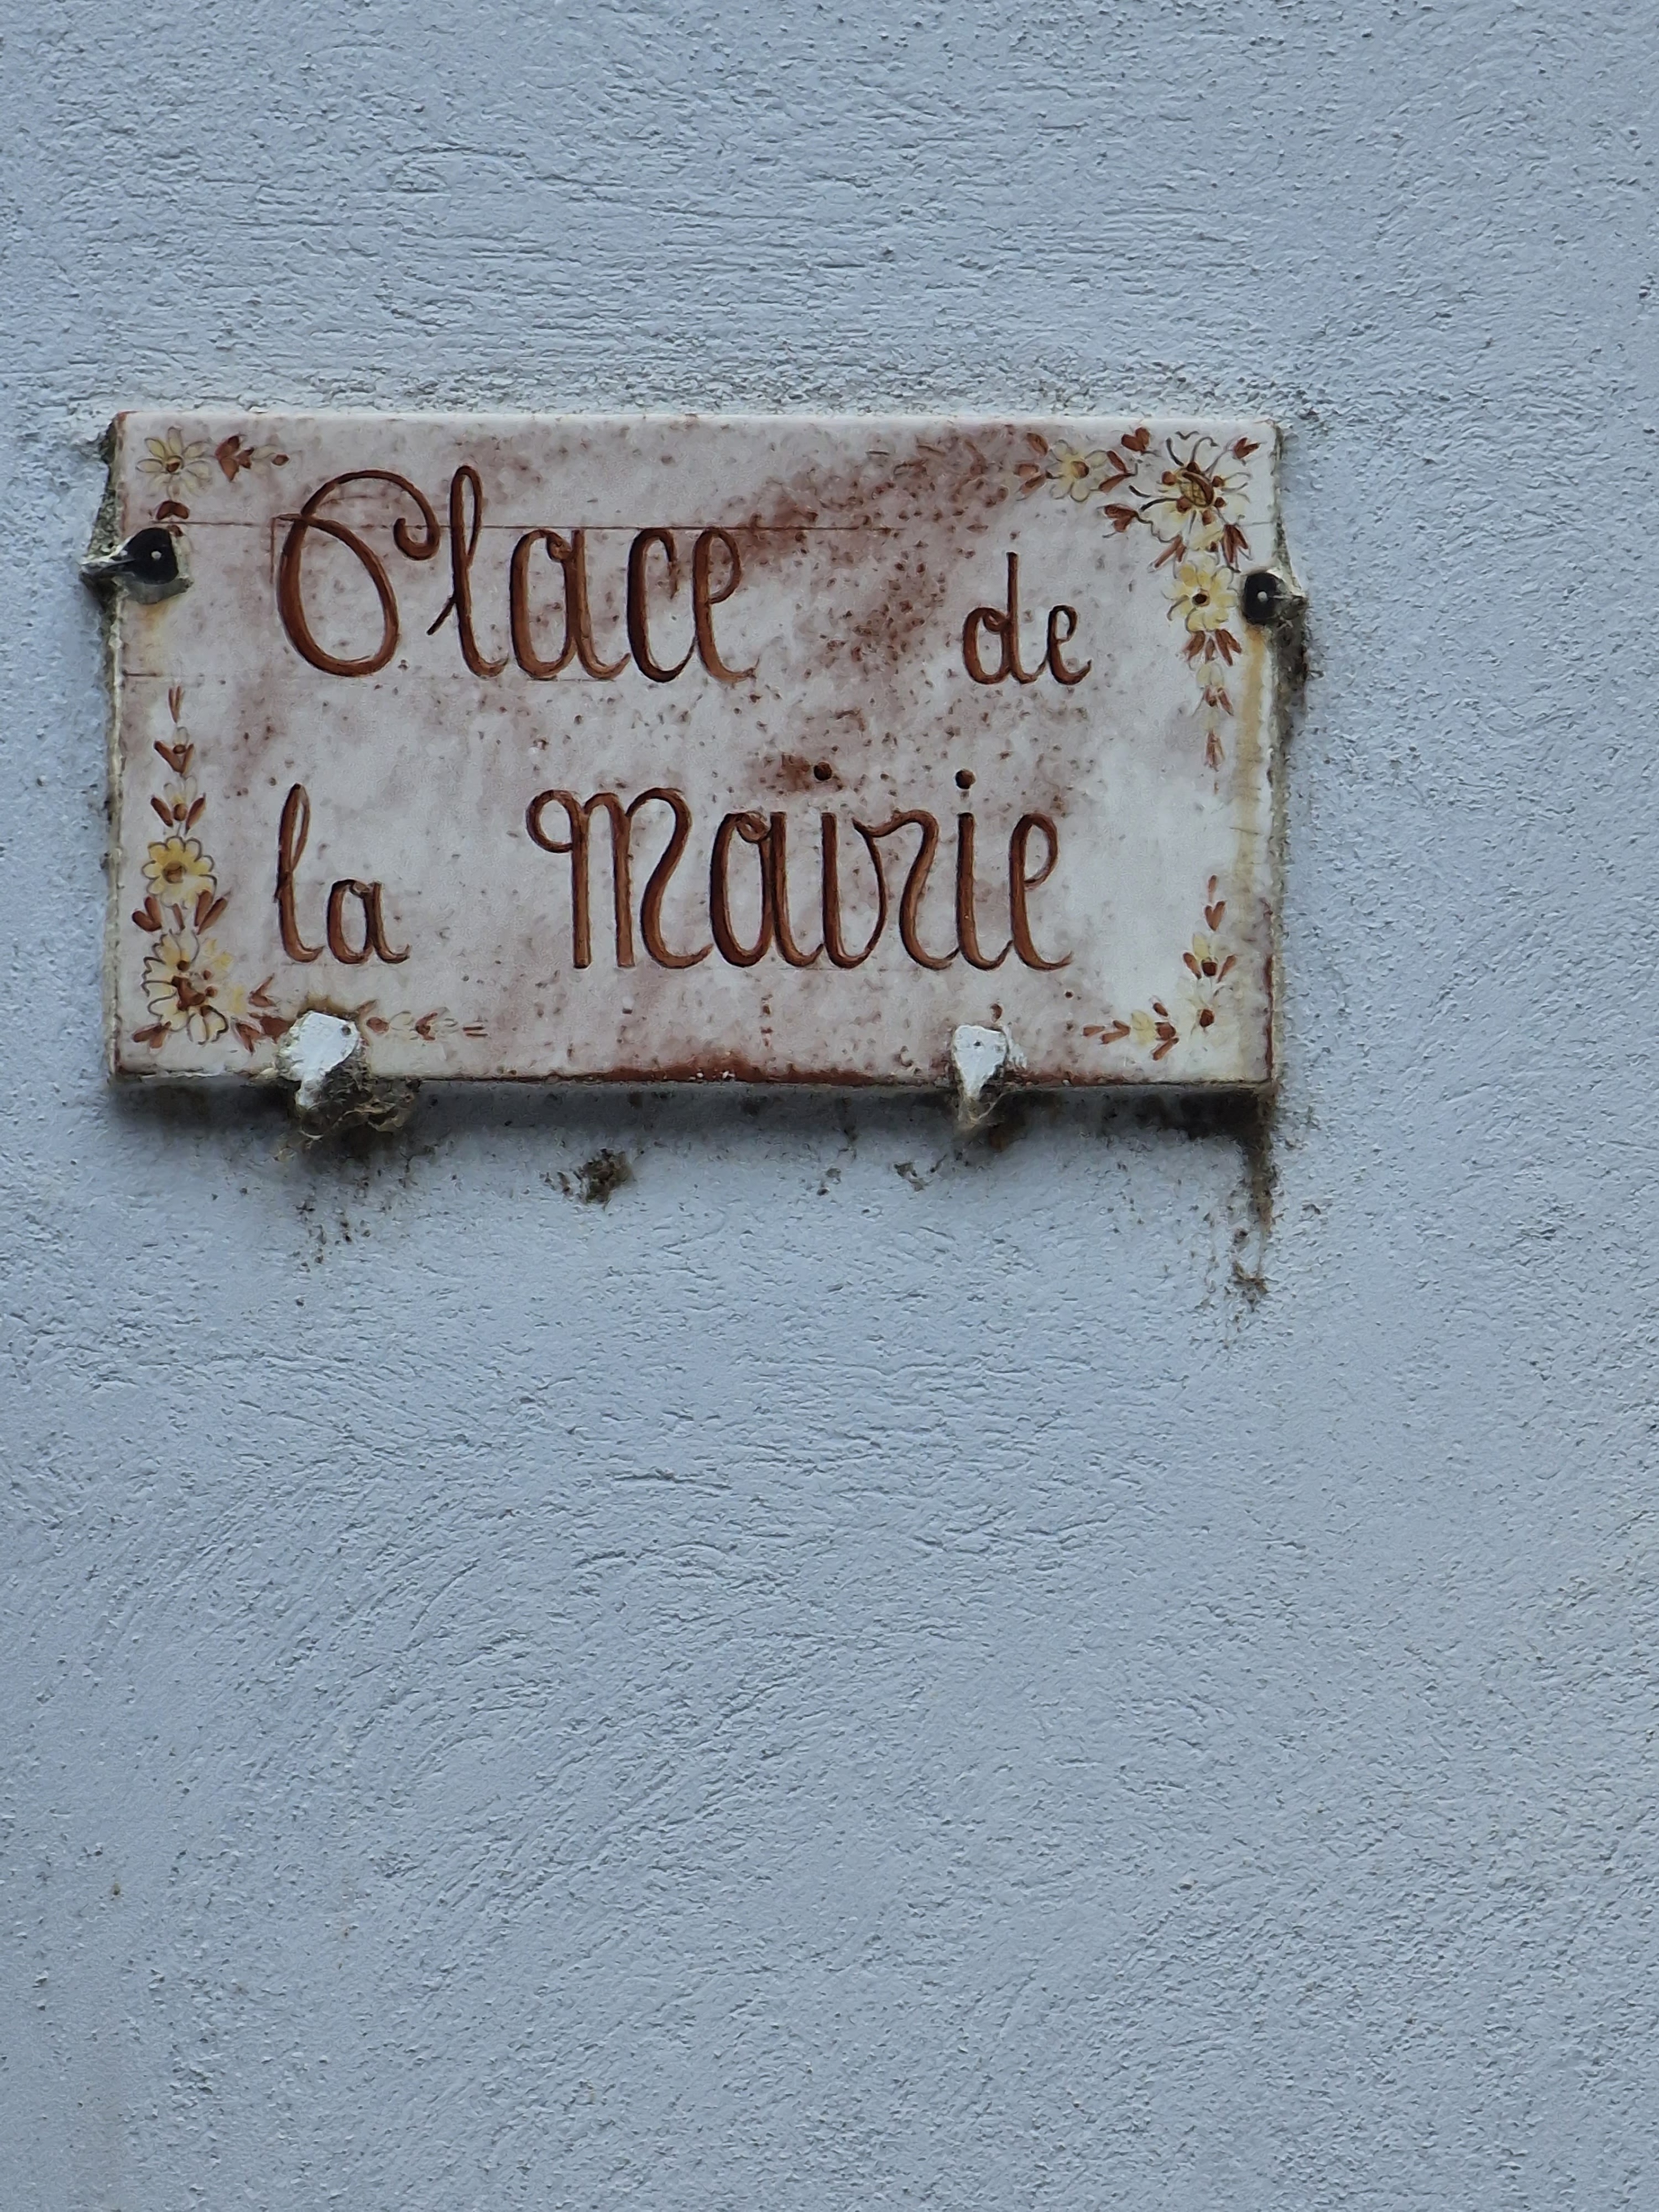 Place de
la Mairie